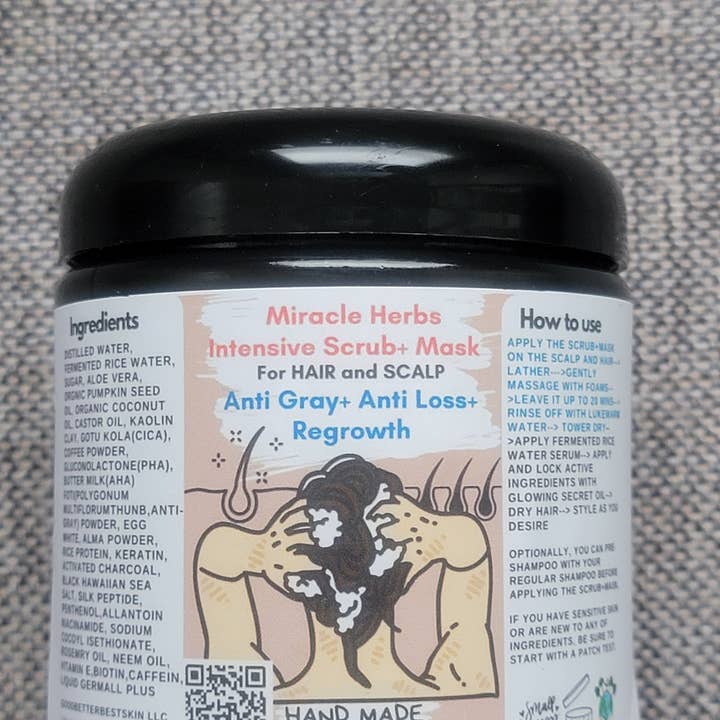 Ingredients
DISTILLED WATER,
FERMENTED RICE WATER,
SUGAR, ALOE VERA,
ORGNIC PUMPKIN SEED
OIL, ORGANIC COCONUT
OIL, CASTOR OIL, KAOLIN
CLAY, GOTU KOLA(CICA),
COFFEE POWDER,
GLUCONOLACTONE(PHA),
BUTTER MILK(AHA)
FOTI(POLYGONUM
MULTIFLORUMTHUNB,ANTI-
GRAY) POWDER, EGG
WHITE, ALMA POWDER,
RICE PROTEIN, KERATIN,
ACTIVATED CHARCOAL,
BLACK HAWAIIAN SEA
SALT, SILK PEPTIDE,
PENTHENOL,ALLANTOIN
NIACINAMIDE, SODIUM
COCOYL ISETHIONATE,
ROSEMRY OIL, NEEM OIL,
VITAMIN E,BIOTIN,CAFFEIN,
LIQUID GERMALL PLUS
GOODBETTERBESTSKIN LLC
Miracle Herbs
Intensive Scrub+ Mask
For HAIR and SCALP
Anti Gray+ Anti Loss+
Regrowth
HAND MADE
How to use
APPLY THE SCRUB+MASK
ON THE SCALP AND HAIR--
LATHER--->GENTLY
MASSAGE WITH FOAMS--
>LEAVE IT UP TO 20 MINS--
RINSE OFF WITH LUKEWARM
WATER--> TOWER DRY-
>APPLY FERMENTED RICE
WATER SERUM--> APPLY
AND LOCK ACTIVE
INGREDIENTS WITH
GLOWING SECRET OIL->
DRY HAIR--> STYLE AS YOU
DESIRE
OPTIONALLY, YOU CAN PRE
SHAMPOO WITH YOUR
REGULAR SHAMPOO BEFORE
APPLYING THE SCRUB+MASK.
IF YOU HAVE SENSITIVE SKIN
OR ARE NEW TO ANY OF
INGREDIENTS, BE SURE TO
START WITH A PATCH TEST.
Small